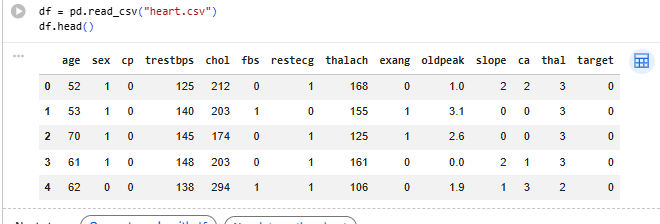 df = pd.read_csv("heart.csv")
df.head()
age sex cp trestbps chol fbs restecg thalach exang oldpeak slope ca thal target
0 52 1 0 125 212 0 1 168 0 1.0 2 2 3 0
1 53 1 0 140 203 1 0 155 1 3.1 0 0 3 0
2 70 1 0 145 174 0 1 125 1 2.6 0 0 3 0
3 61 1 0 148 203 0 1 161 0 0.0 2 1 3 0
4 62 0 0 138 294 1 1 106 0 1.9 1 3 2 0